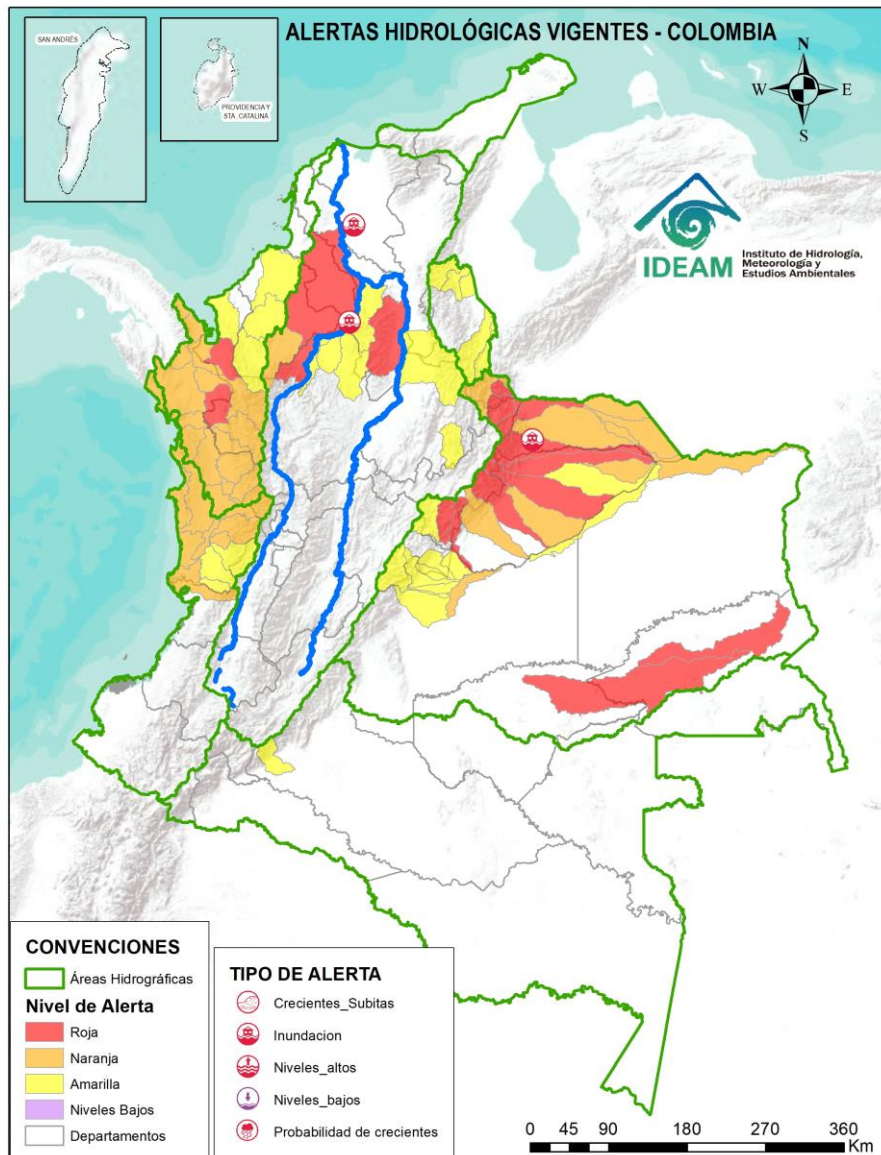 SAN ANDRÉS
PROVIDENCIA Y
STA. CATALINA
ALERTAS HIDROLÓGICAS VIGENTES - COLOMBIA
N
W
E
S
IDEAM
Instituto de Hidrología,
Meteorología y
Estudios Ambientales
CONVENCIONES
Áreas Hidrográficas
Nivel de Alerta
Roja
Naranja
Amarilla
Niveles Bajos
Departamentos
TIPO DE ALERTA
Crecientes_Subitas
Inundacion
Niveles_altos
Niveles_bajos
Probabilidad de crecientes
0 45 90 180 270 360
Km